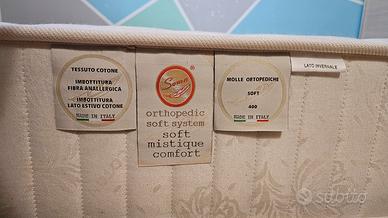 TESSUTO COTONE
IMBOTTITURA
FIBRA ANALLERGICA
IMBOTTITURA
LATO ESTIVO COTONE
MADE IN ITALY
®
orthopedic
soft system
soft
mistique
comfort
MOLLE ORTOPEDICHE
SOFT
400
MADE IN ITALY
LATO INVERNALE
subito